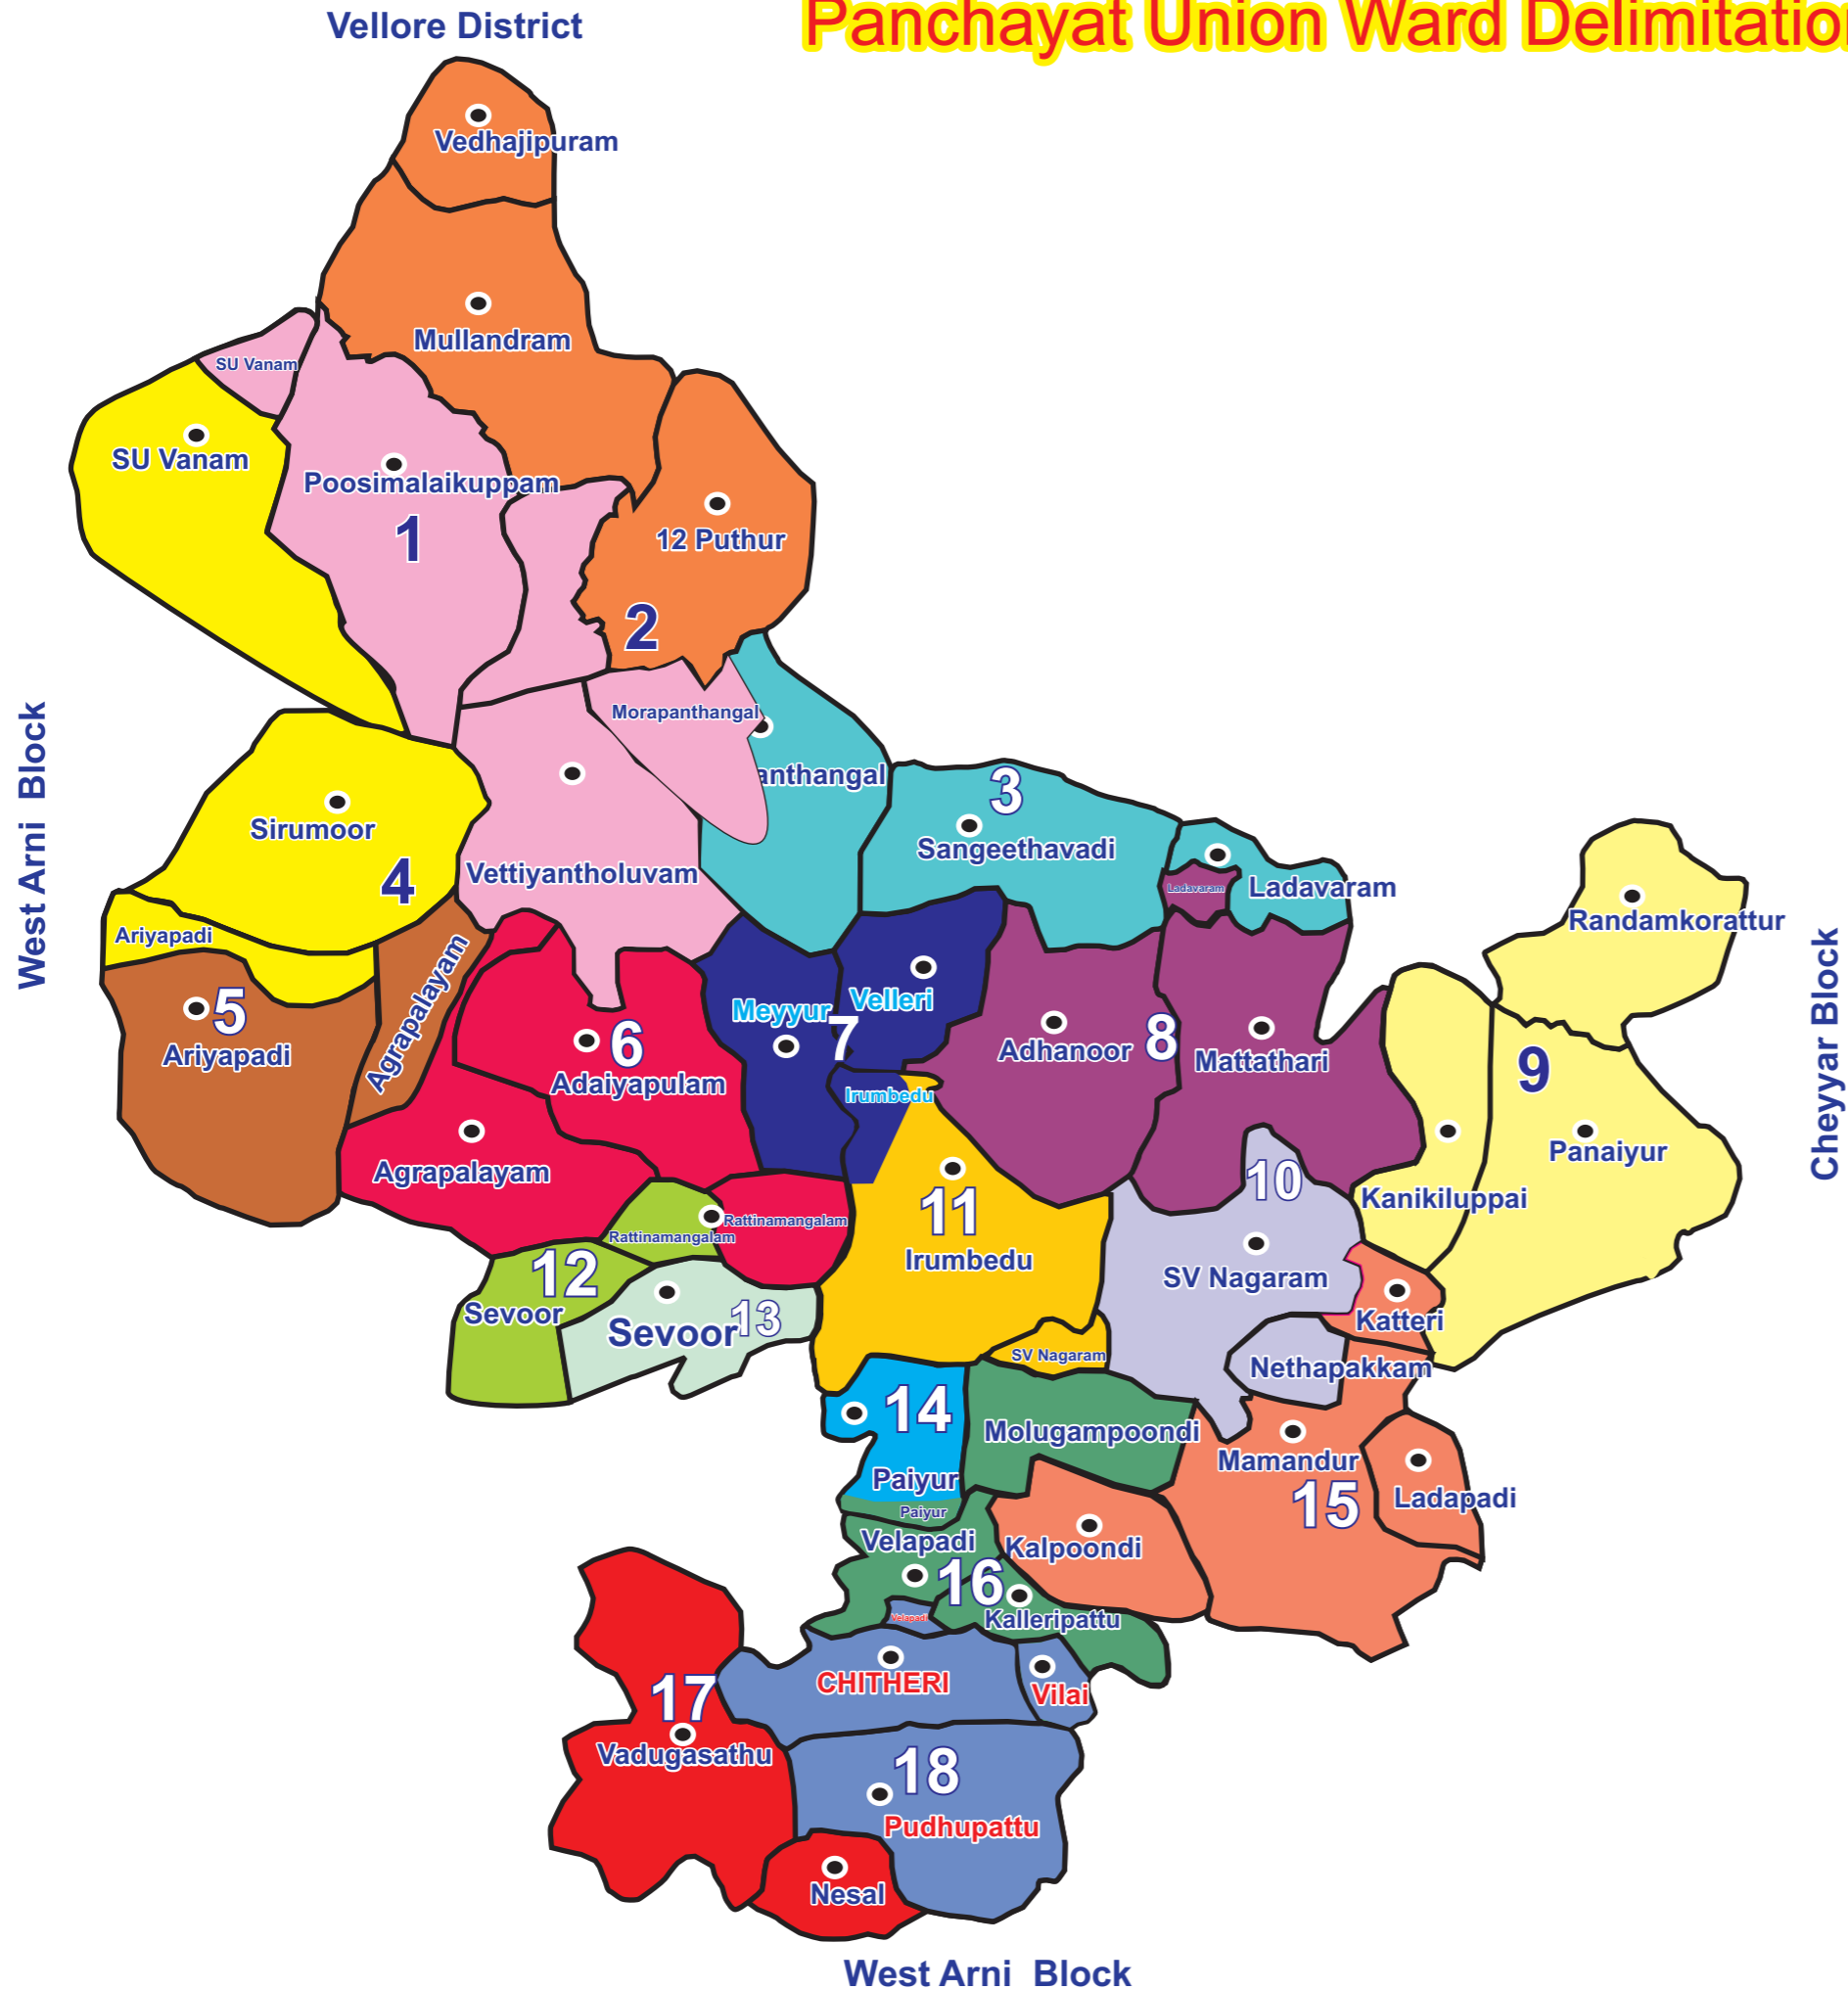 Panchayat Union Ward Delimitation
Vellore District
Vedhajipuram
Mullandram
SU Vanam
SU Vanam
Poosimalaikuppam
1
12 Puthur
2
Morapanthangal
anthangal
West Arni Block
Sirumoor
4
Vettiyantholuvam
3
Sangeethavadi
Ladavaram
Ladavaram
Randamkorattur
Cheyyar Block
Ariyapadi
Agrapalayam
5
Ariyapadi
6
Adaiyapulam
Meyyur
Velleri
7
Irumbedu
Adhanoor
8
Mattathari
9
Panaiyur
Kanikiluppai
Agrapalayam
Rattinamangalam
Rattinamangalam
11
Irumbedu
10
SV Nagaram
Katteri
12
Sevoor
Sevoor
13
SV Nagaram
Nethapakkam
14
Paiyur
Paiyur
Molugampoondi
Mamandur
15
Ladapadi
Velapadi
16
Kalpoondi
Kalleripattu
Velapadi
CHITHERI
Vilai
17
Vadugasathu
18
Pudhupattu
Nesal
West Arni Block